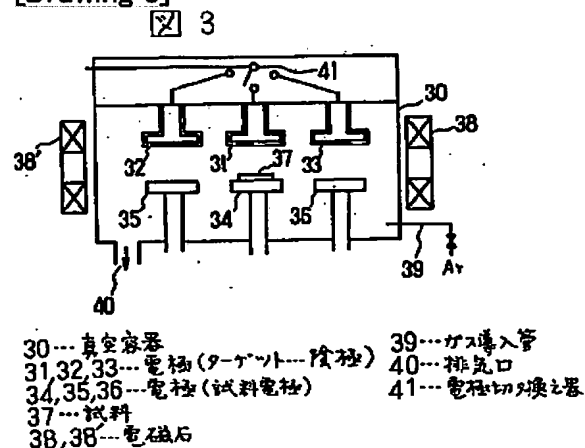 [Drawing 3]
図 3
41
30
38'
38
32
31
33
37
35
34
36
39
Ar
40
30…真空容器
31,32,33…電極(ターゲット…陰極)
34,35,36…電極(試料電極)
37…試料
38,38'…電磁石
39…ガス導入管
40…排気口
41…電極切り換え器